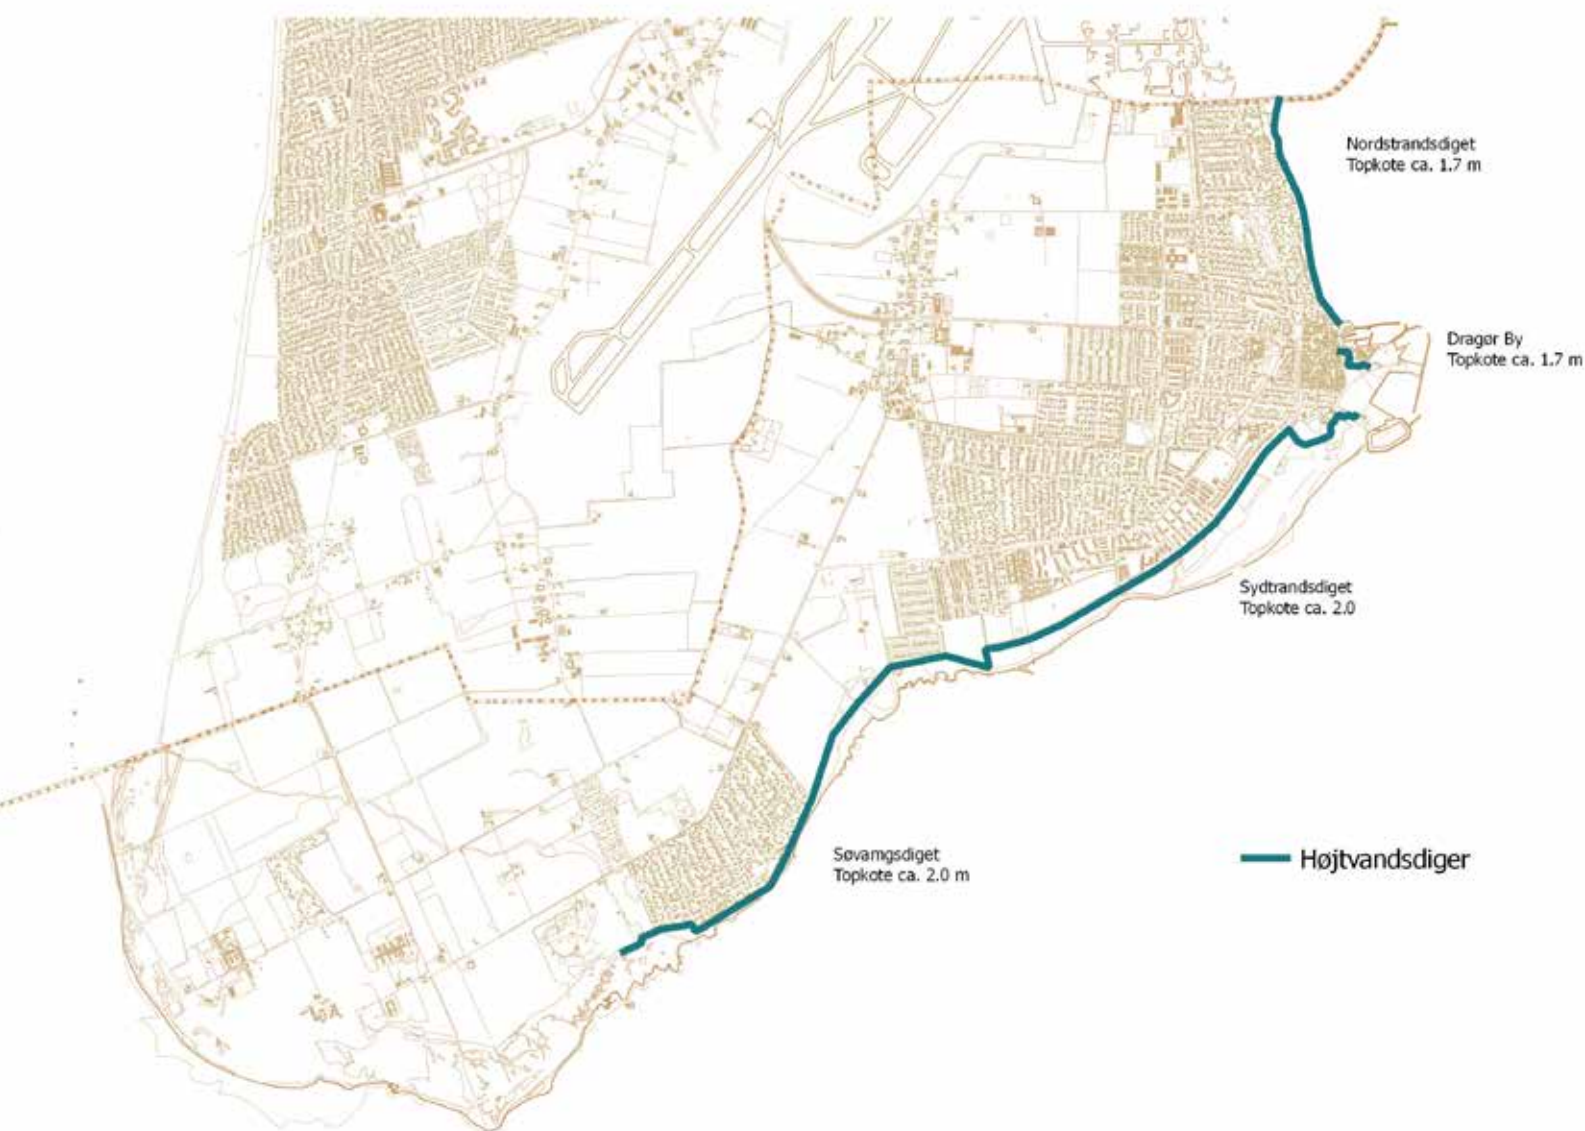 Nordstrandsdiget
Topkote ca. 1.7 m
Dragør By
Topkote ca. 1.7 m
Sydtrandsdiget
Topkote ca. 2.0
Søvamgsdiget
Topkote ca. 2.0 m
Højtvandsdiger